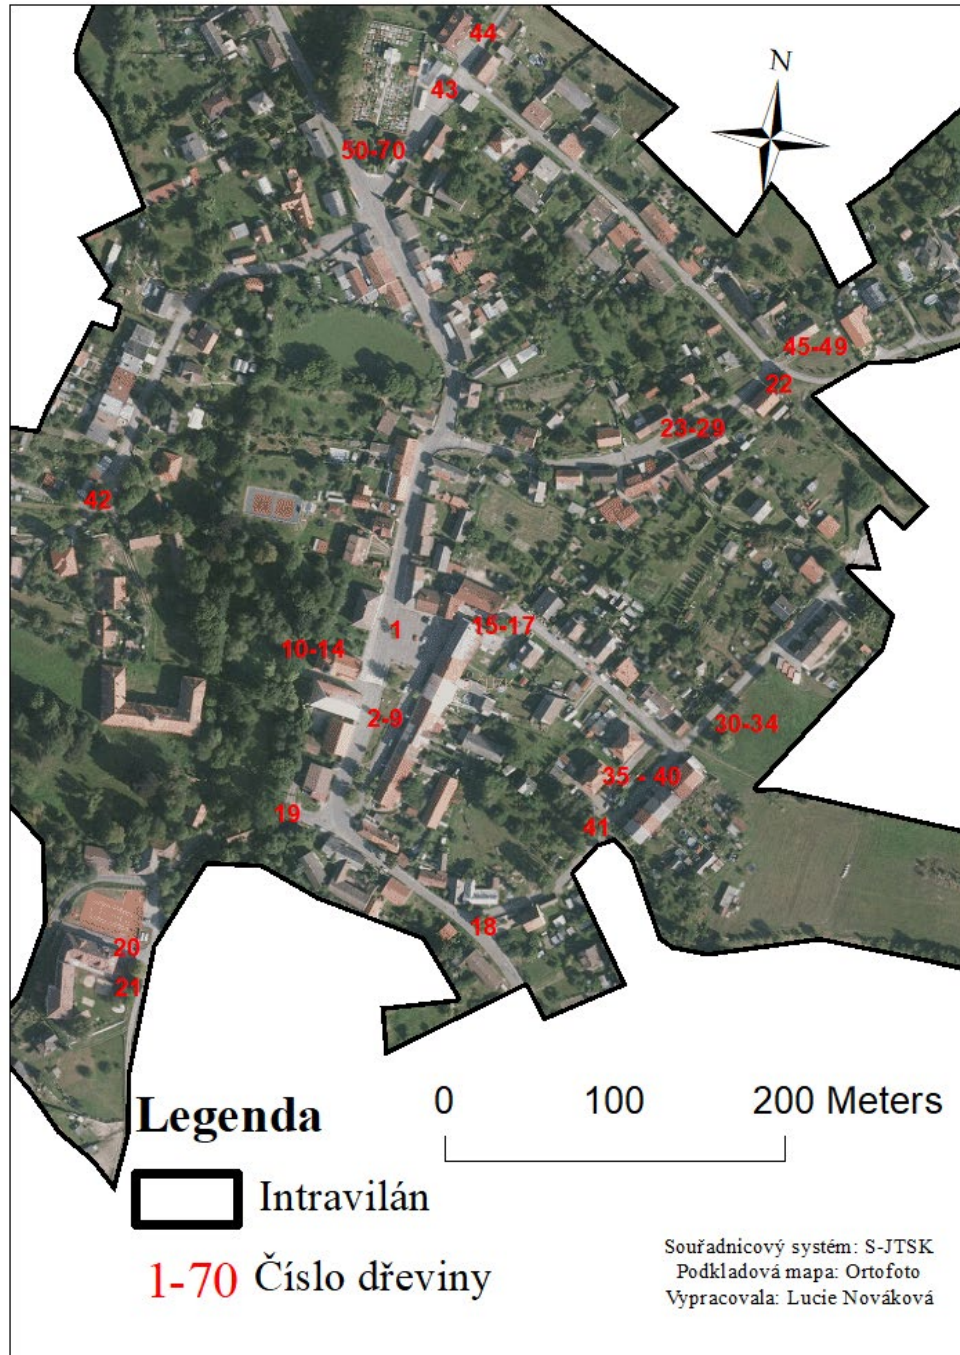 44
43
N
50-70
45-49
22
23-29
42
15-17
1
10-14
2-9
30-34
35 - 40
19
41
18
20
21
0 100 200 Meters
Legenda
Intravilán
1-70 Číslo dřeviny
Souřadnicový systém: S-JTSK
Podkladová mapa: Ortofoto
Vypracovala: Lucie Nováková